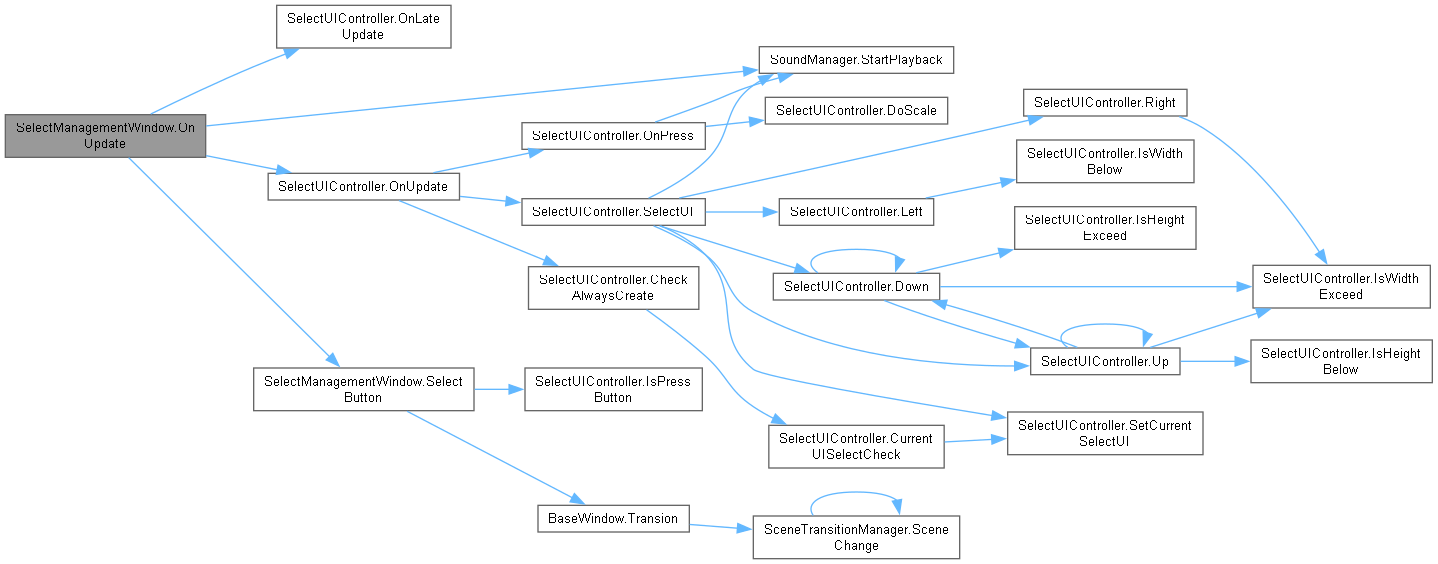 SelectUIController.OnLate
Update
SoundManager.StartPlayback
SelectUIController.Right
SelectUIController.DoScale
SelectManagementWindow.On
Update
SelectUIController.OnPress
SelectUIController.IsWidth
Below
SelectUIController.OnUpdate
SelectUIController.SelectUI
SelectUIController.Left
SelectUIController.IsHeight
Exceed
SelectUIController.Check
AlwaysCreate
SelectUIController.Down
SelectUIController.IsWidth
Exceed
SelectUIController.Up
SelectUIController.IsHeight
Below
SelectManagementWindow.Select
Button
SelectUIController.IsPress
Button
SelectUIController.SetCurrent
SelectUI
SelectUIController.Current
UISelectCheck
BaseWindow.Transion
SceneTransitionManager.Scene
Change